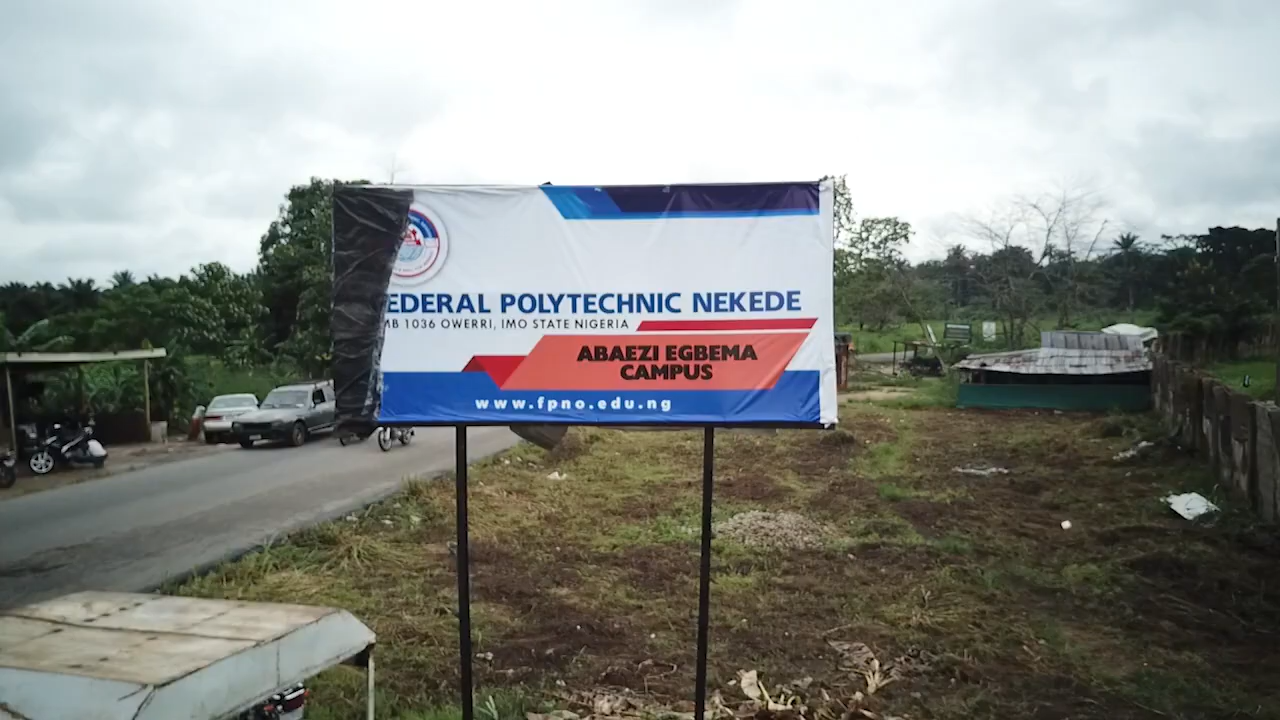 EDERAL POLYTECHNIC NEKEDE
MB 1036 OWERRI, IMO STATE NIGERIA
ABAEZI EGBEMA
CAMPUS
www.fpno.edu.ng